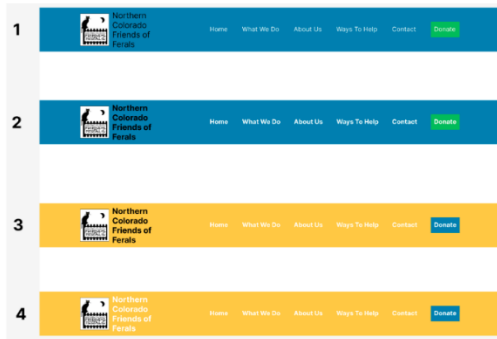 1
Northern
Colorado
Friends of
Ferals
Home What We Do About Us Ways To Help Contact Donate
2
Northern
Colorado
Friends of
Ferals
Home What We Do About Us Ways To Help Contact Donate
3
Northern
Colorado
Friends of
Ferals
Home What We Do About Us Ways To Help Contact Donate
4
Northern
Colorado
Friends of
Ferals
Home What We Do About Us Ways To Help Contact Donate